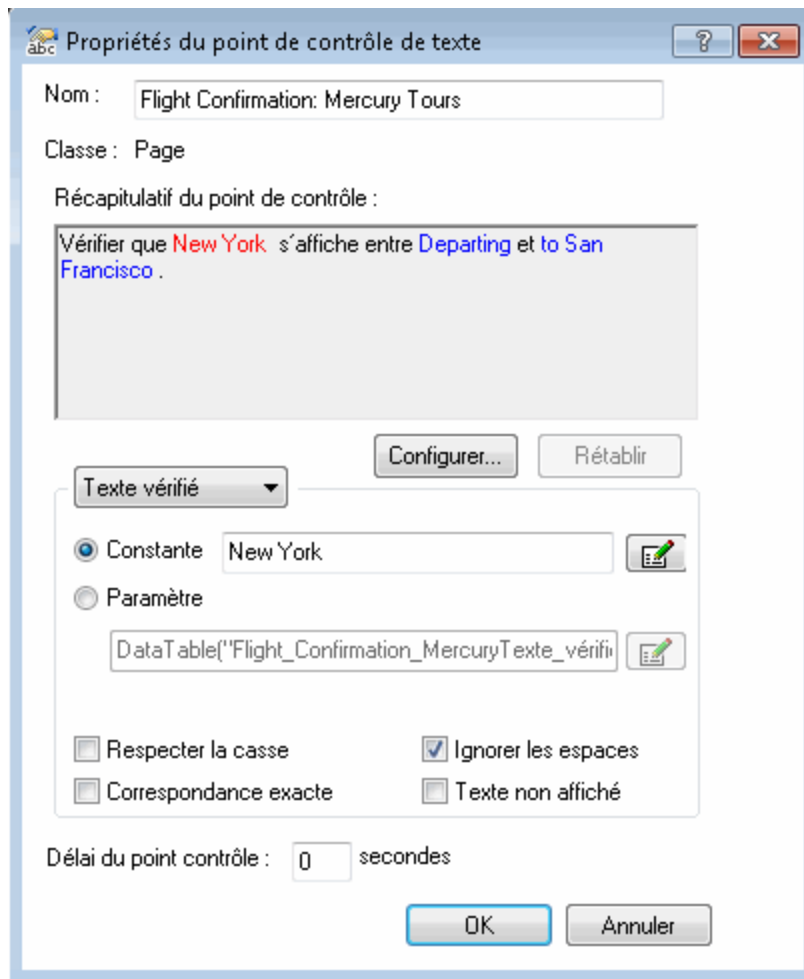 abc Propriétés du point de contrôle de texte ?
Nom : Flight Confirmation: Mercury Tours
Classe : Page
Récapitulatif du point de contrôle :
Vérifier que New York s´affiche entre Departing et to San
Francisco .
Configurer... Rétablir
Texte vérifié
Constante New York
Paramètre
DataTable("Flight_Confirmation_MercuryTexte_vérifi
Respecter la casse Ignorer les espaces
Correspondance exacte Texte non affiché
Délai du point contrôle : 0 secondes
OK Annuler